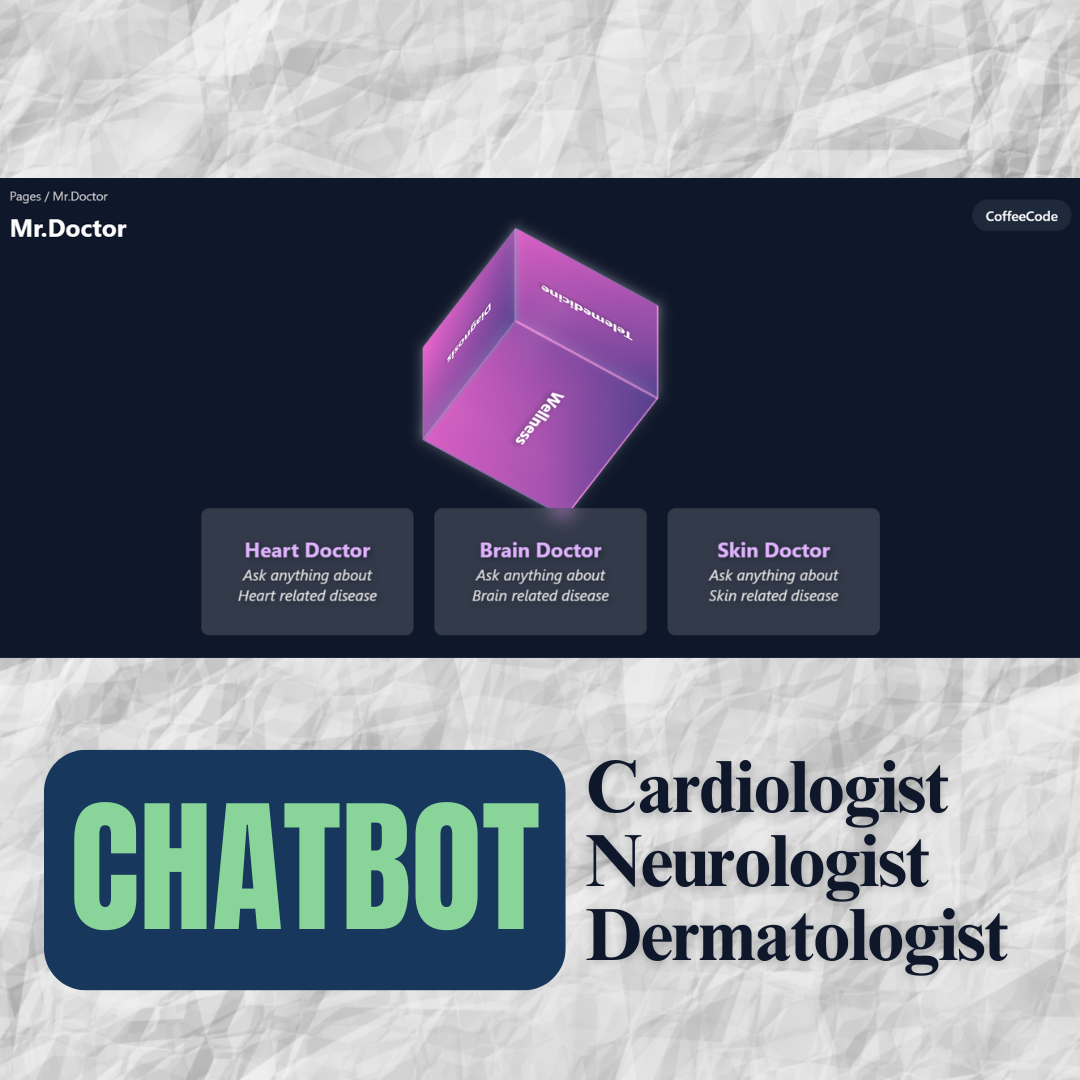 Pages / Mr.Doctor
Mr.Doctor
CoffeeCode
Telemedicine
Diagnosis
Wellness
Heart Doctor
Ask anything about
Heart related disease
Brain Doctor
Ask anything about
Brain related disease
Skin Doctor
Ask anything about
Skin related disease
CHATBOT
Cardiologist
Neurologist
Dermatologist